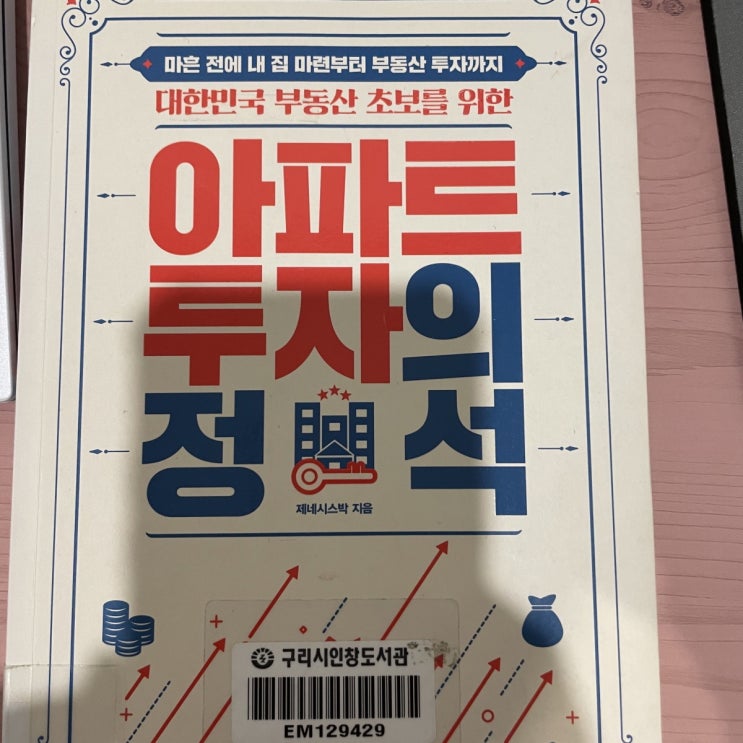 마흔 전에 내 집 마련부터 부동산 투자까지
대한민국 부동산 초보를 위한
아파트
투자의
정석
제네시스박 지음
구리시인창도서관
EM129429